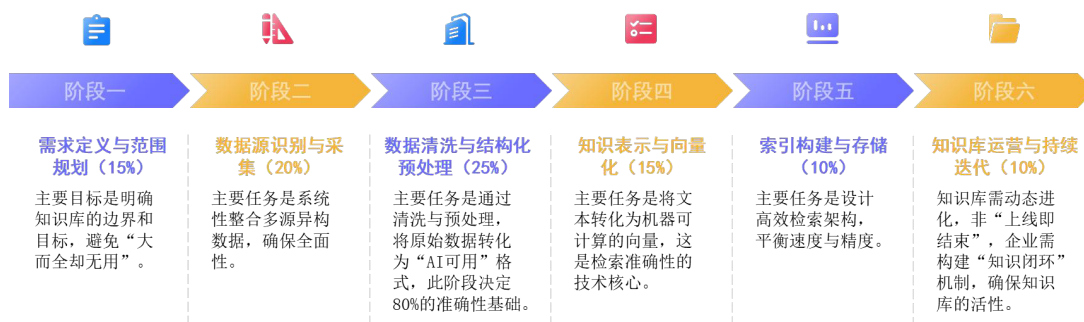 阶段一
阶段二
阶段三
阶段四
阶段五
阶段六
需求定义与范围
规划（15%）
主要目标是明确
知识库的边界和
目标，避免“大
而全却无用”。
数据源识别与采
集（20%）
主要任务是系统
性整合多源异构
数据，确保全面
性。
数据清洗与结构化
预处理（25%）
主要任务是通过
清洗与预处理，
将原始数据转化
为“AI可用”格
式，此阶段决定
80%的准确性基础。
知识表示与向量
化（15%）
主要任务是将文
本转化为机器可
计算的向量，这
是检索准确性的
技术核心。
索引构建与存储
（10%）
主要任务是设计
高效检索架构，
平衡速度与精度。
知识库运营与持续
迭代（10%）
知识库需动态进
化，非“上线即
结束”，企业需
构建“知识闭环”
机制，确保知识
库的活性。